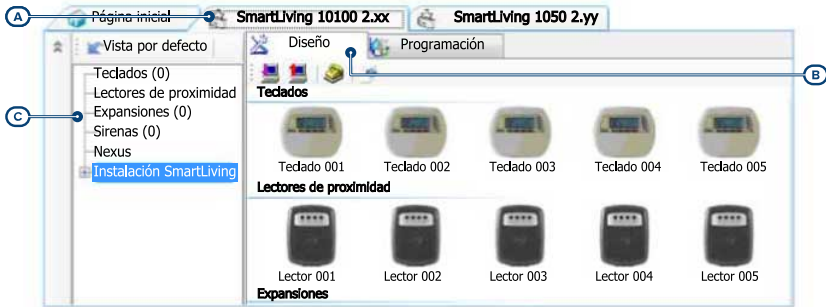 A
Página inicial
SmartLiving 10100 2.xx
SmartLiving 1050 2.yy
Vista por defecto
Diseño
Programación
B
Teclados (0)
Lectores de proximidad
C
Expansiones (0)
Sirenas (0)
Nexus
Instalación SmartLiving
Teclados
Teclado 001 Teclado 002 Teclado 003 Teclado 004 Teclado 005
Lectores de proximidad
Lector 001 Lector 002 Lector 003 Lector 004 Lector 005
Expansiones